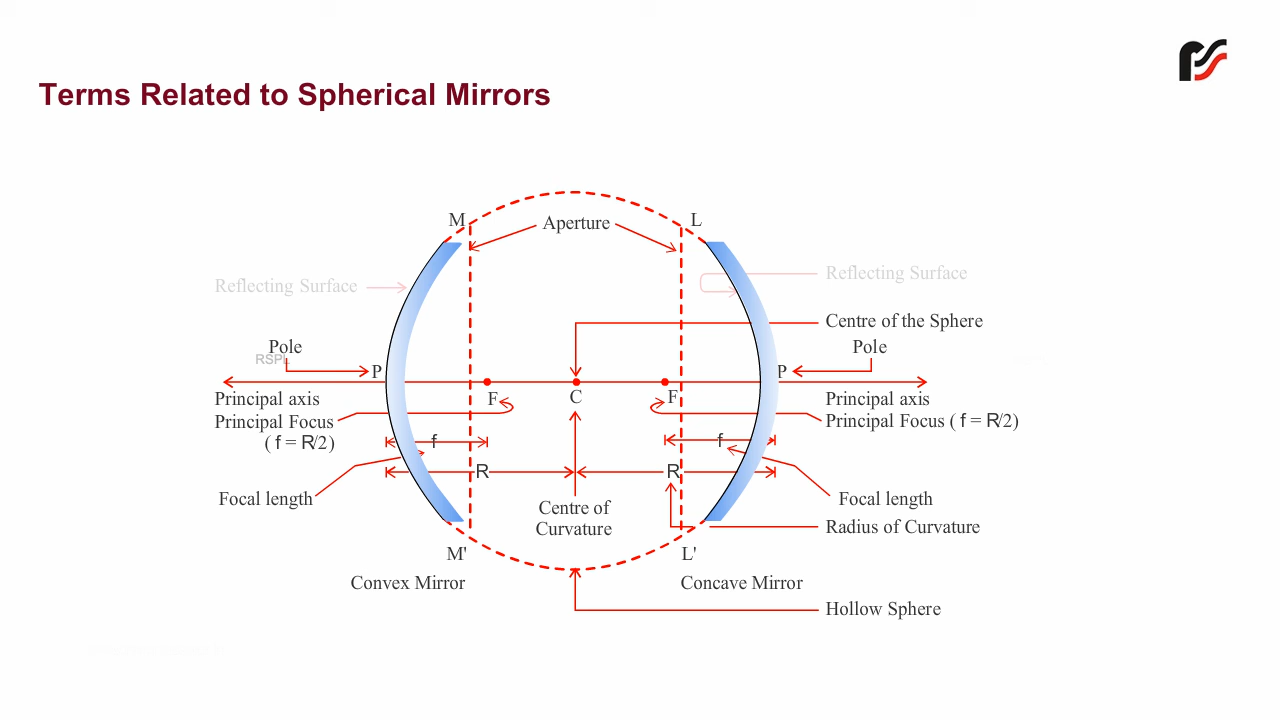 Terms Related to Spherical Mirrors
M
Aperture
L
Reflecting Surface
Reflecting Surface
Centre of the Sphere
Pole
Pole
RSPL
P
P
F
C
F
Principal axis
Principal axis
Principal Focus
( f = R/2)
Principal Focus ( f = R/2)
f
f
R
R
Focal length
Focal length
Centre of
Curvature
Radius of Curvature
M'
L'
Convex Mirror
Concave Mirror
Hollow Sphere